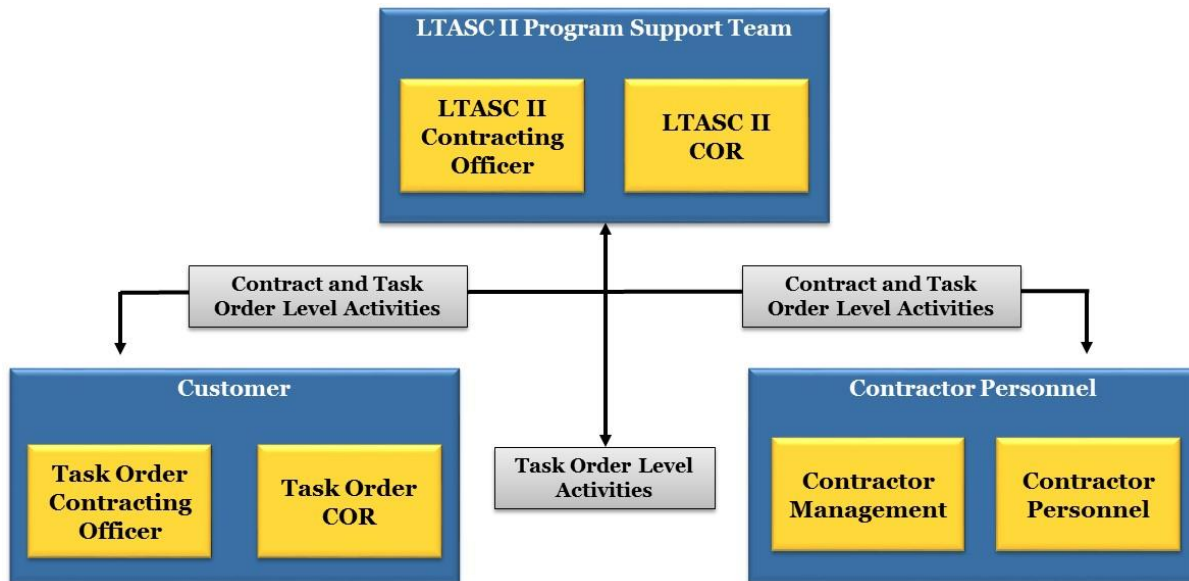 LTASC II Program Support Team
LTASC II
Contracting
Officer
LTASC II
COR
Contract and Task
Order Level Activities
Contract and Task
Order Level Activities
Customer
Task Order
Contracting
Officer
Task Order
COR
Task Order Level
Activities
Contractor Personnel
Contractor
Management
Contractor
Personnel